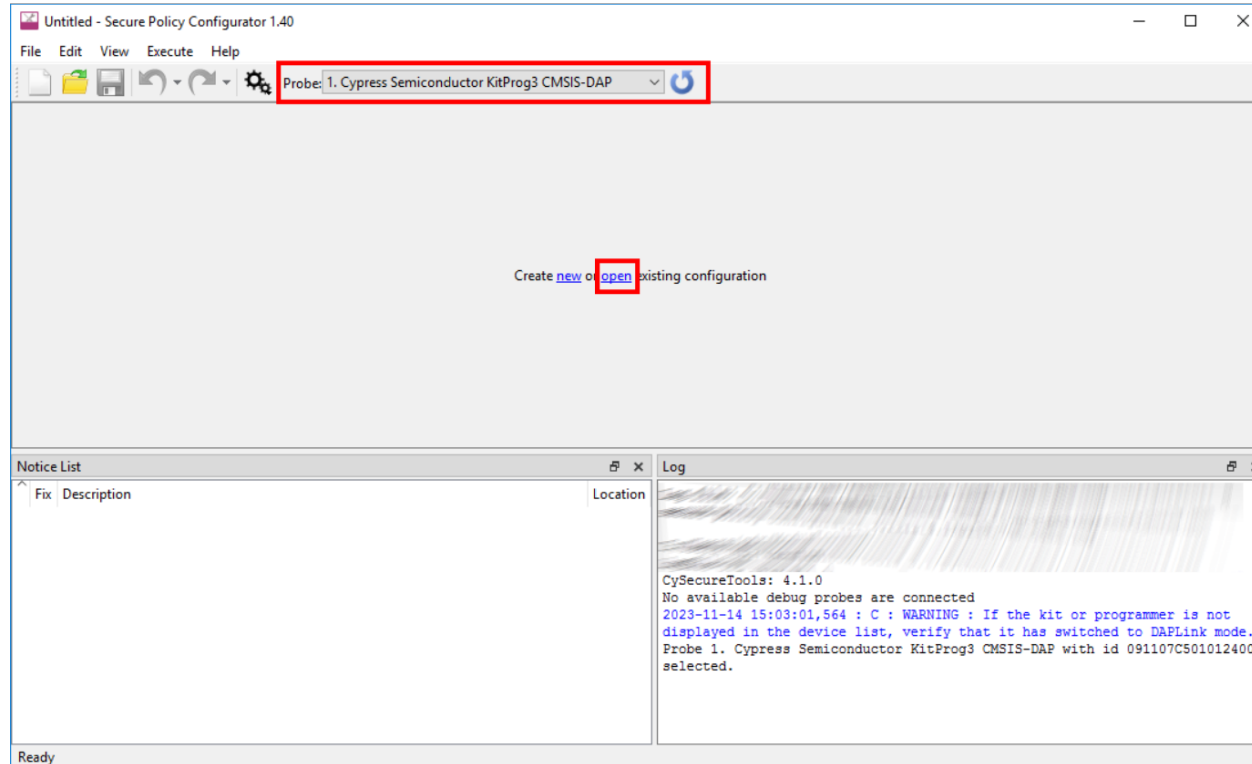 Untitled - Secure Policy Configurator 1.40
File Edit View Execute Help
Probe: 1. Cypress Semiconductor KitProg3 CMSIS-DAP
Create new or open existing configuration
Notice List
Fix Description Location
Log
CySecureTools: 4.1.0
No available debug probes are connected
2023-11-14 15:03:01,564 : C : WARNING : If the kit or programmer is not
displayed in the device list, verify that it has switched to DAPLink mode.
Probe 1. Cypress Semiconductor KitProg3 CMSIS-DAP with id 091107C501012400
selected.
Ready